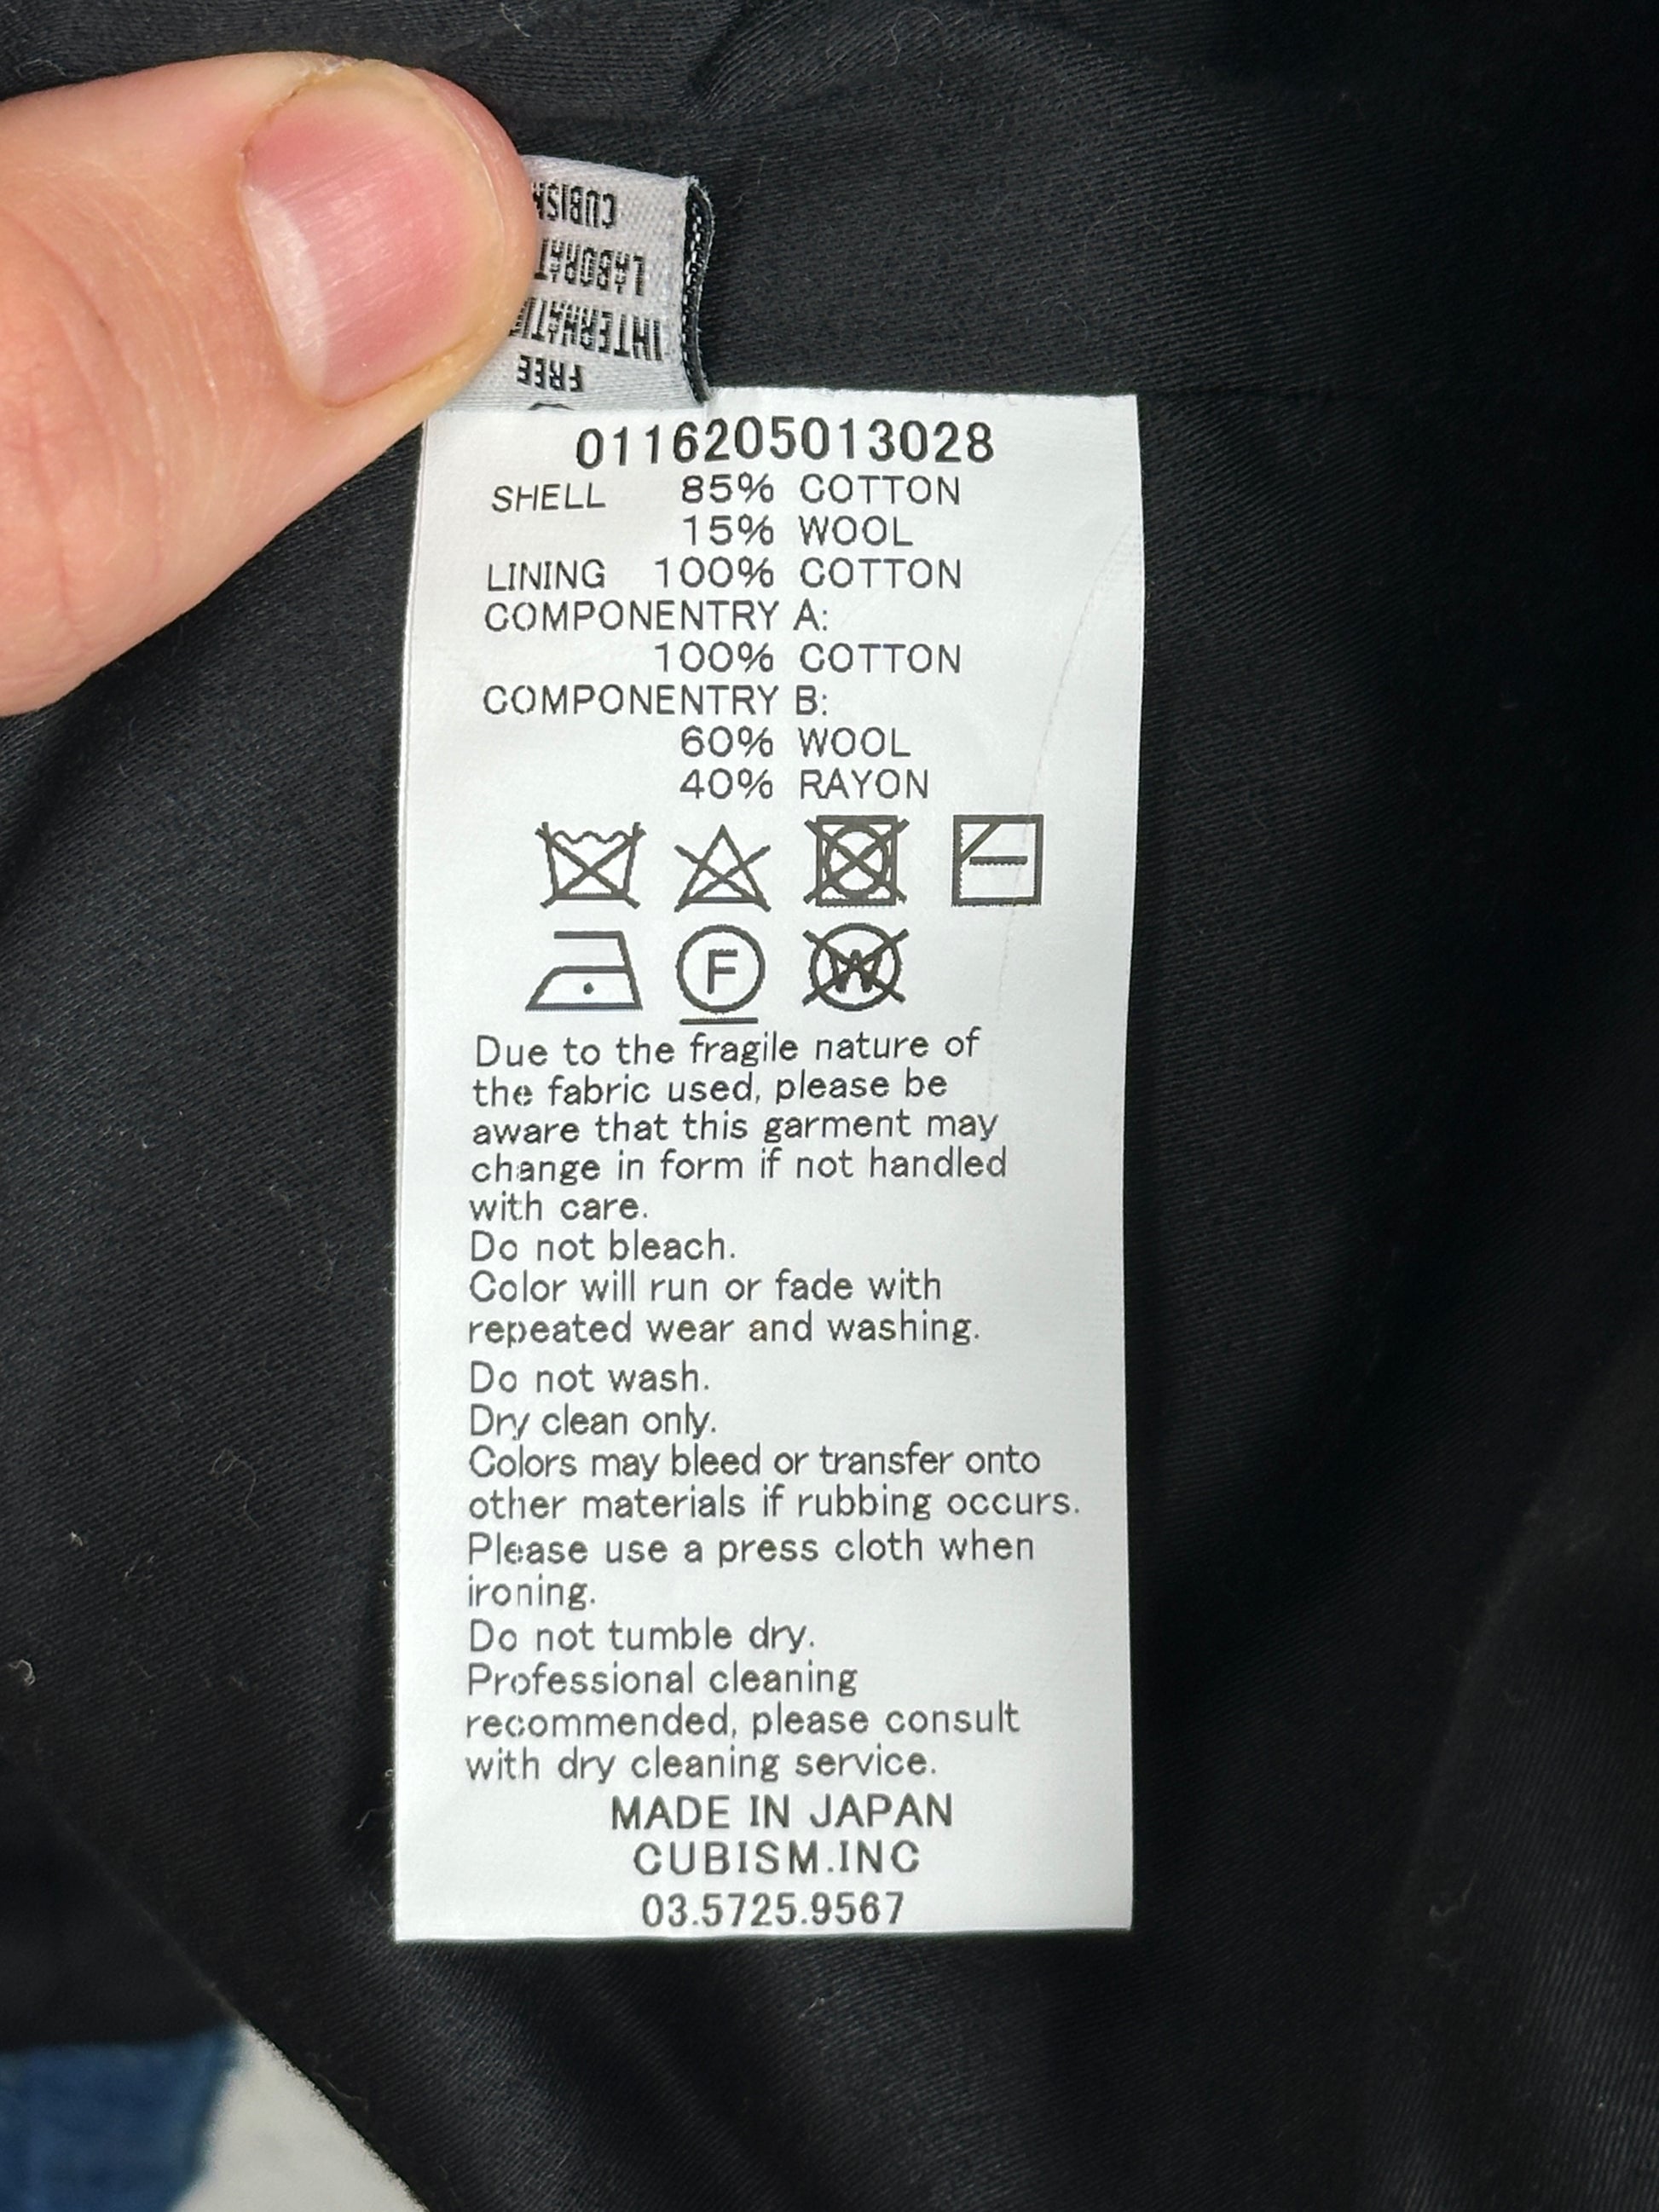 CUBISM
LABORAT
INTERNATI
FREE
0116205013028
SHELL 85% COTTON
15% WOOL
LINING 100% COTTON
COMPONENTRY A:
100% COTTON
COMPONENTRY B:
60% WOOL
40% RAYON
F W
Due to the fragile nature of
the fabric used, please be
aware that this garment may
change in form if not handled
with care.
Do not bleach.
Color will run or fade with
repeated wear and washing.
Do not wash.
Dry clean only.
Colors may bleed or transfer onto
other materials if rubbing occurs.
Please use a press cloth when
ironing.
Do not tumble dry.
Professional cleaning
recommended, please consult
with dry cleaning service.
MADE IN JAPAN
CUBISM.INC
03.5725.9567